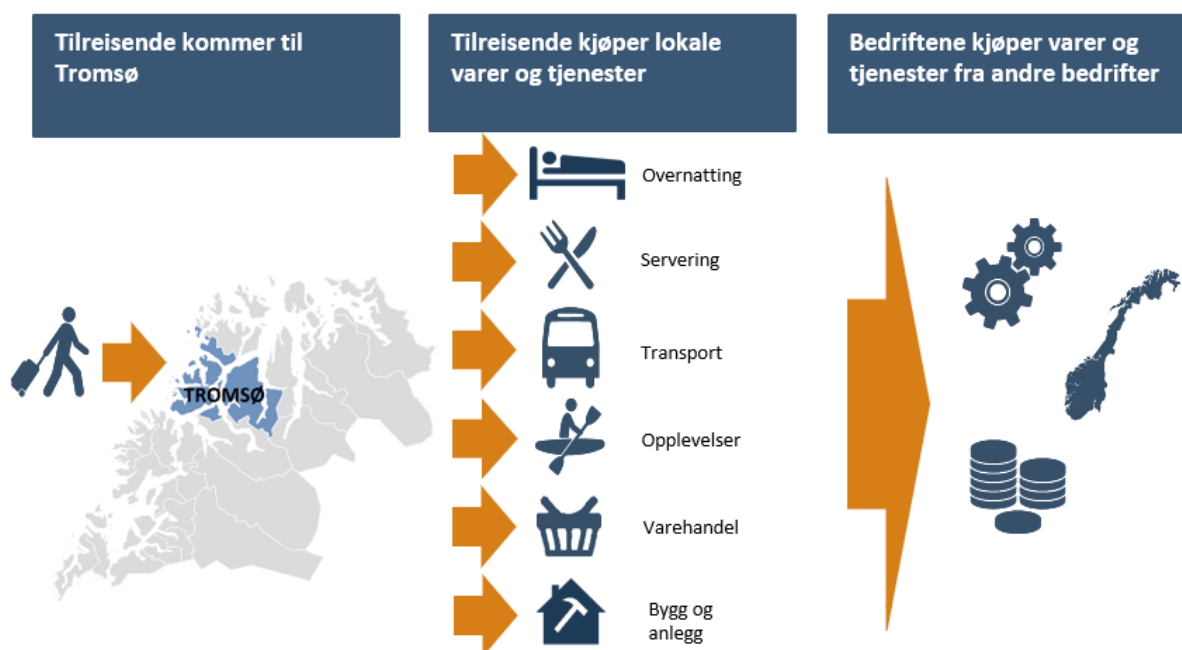 Tilreisende kommer til
Tromsø
Tilreisende kjøper lokale
varer og tjenester
Bedriftene kjøper varer og
tjenester fra andre bedrifter
TROMSØ
Overnatting
Servering
Transport
Opplevelser
Varehandel
Bygg og
anlegg